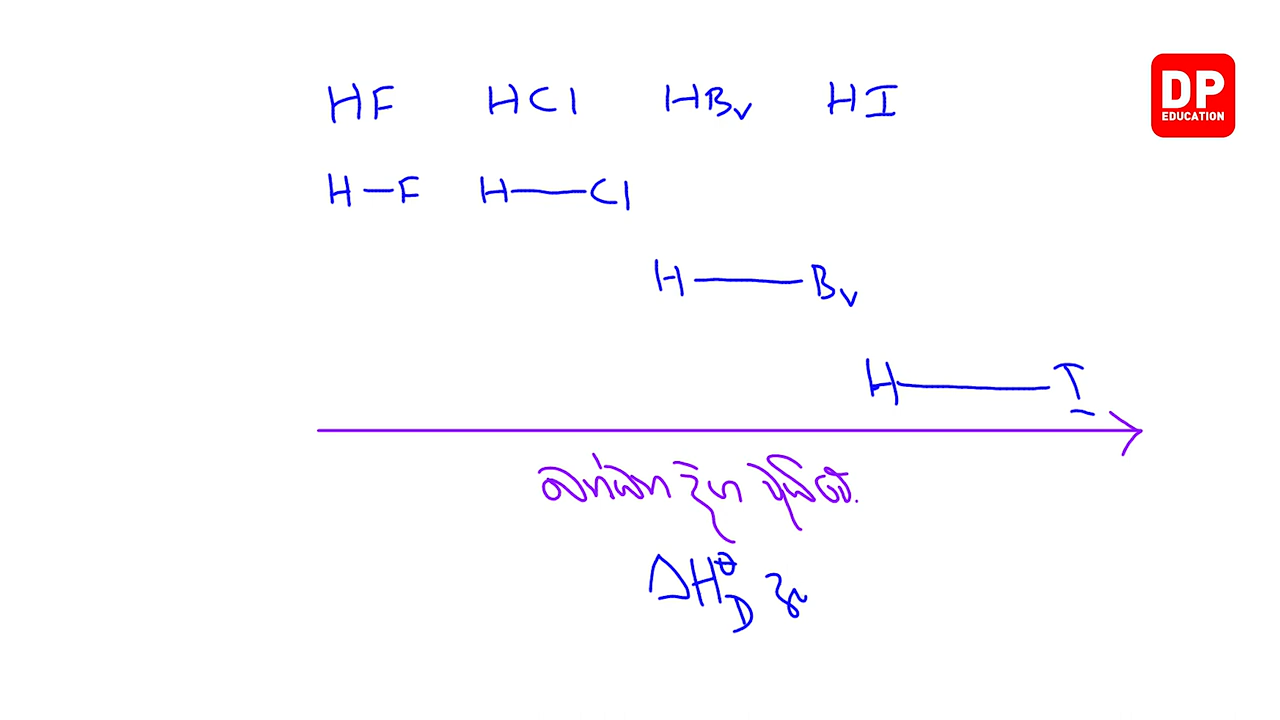 HF HCl HBr HI
DP
EDUCATION
H—F H—Cl
H—Br
H—I
බන්ධන දිග වැඩිවේ.
ΔH°D